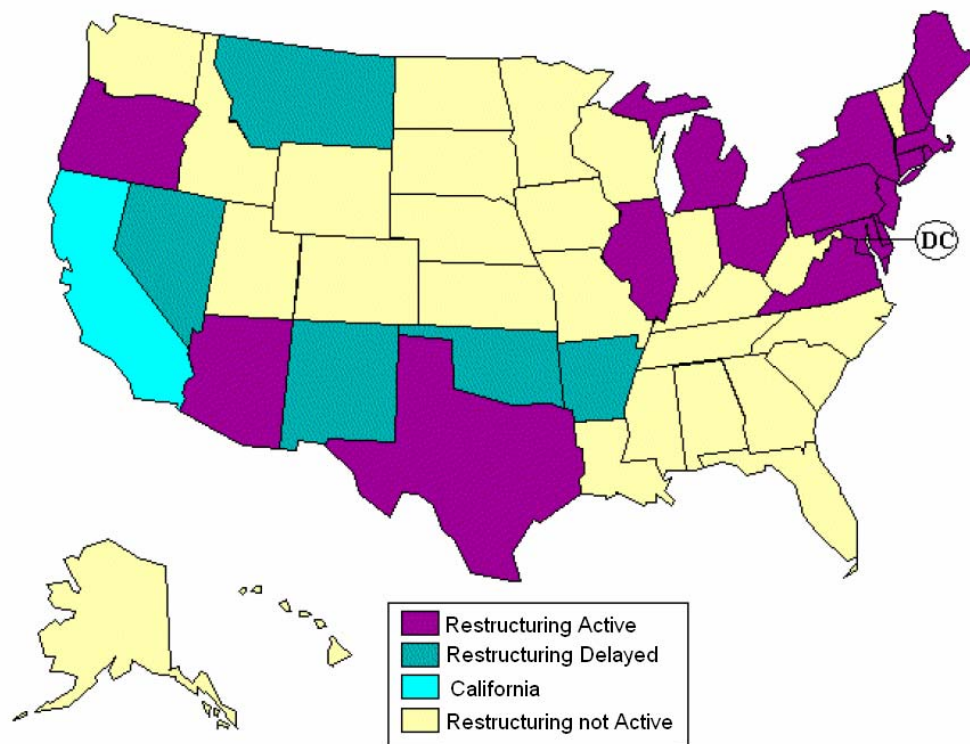 DC
Restructuring Active
Restructuring Delayed
California
Restructuring not Active